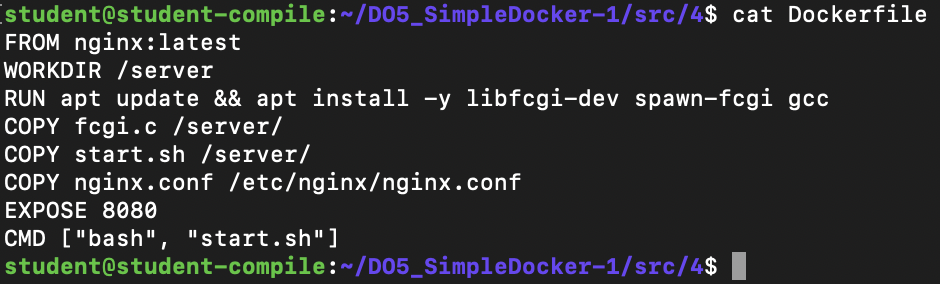 student@student-compile:~/DO5_SimpleDocker-1/src/4$ cat Dockerfile
FROM nginx:latest
WORKDIR /server
RUN apt update && apt install -y libfcgi-dev spawn-fcgi gcc
COPY fcgi.c /server/
COPY start.sh /server/
COPY nginx.conf /etc/nginx/nginx.conf
EXPOSE 8080
CMD ["bash", "start.sh"]
student@student-compile:~/DO5_SimpleDocker-1/src/4$